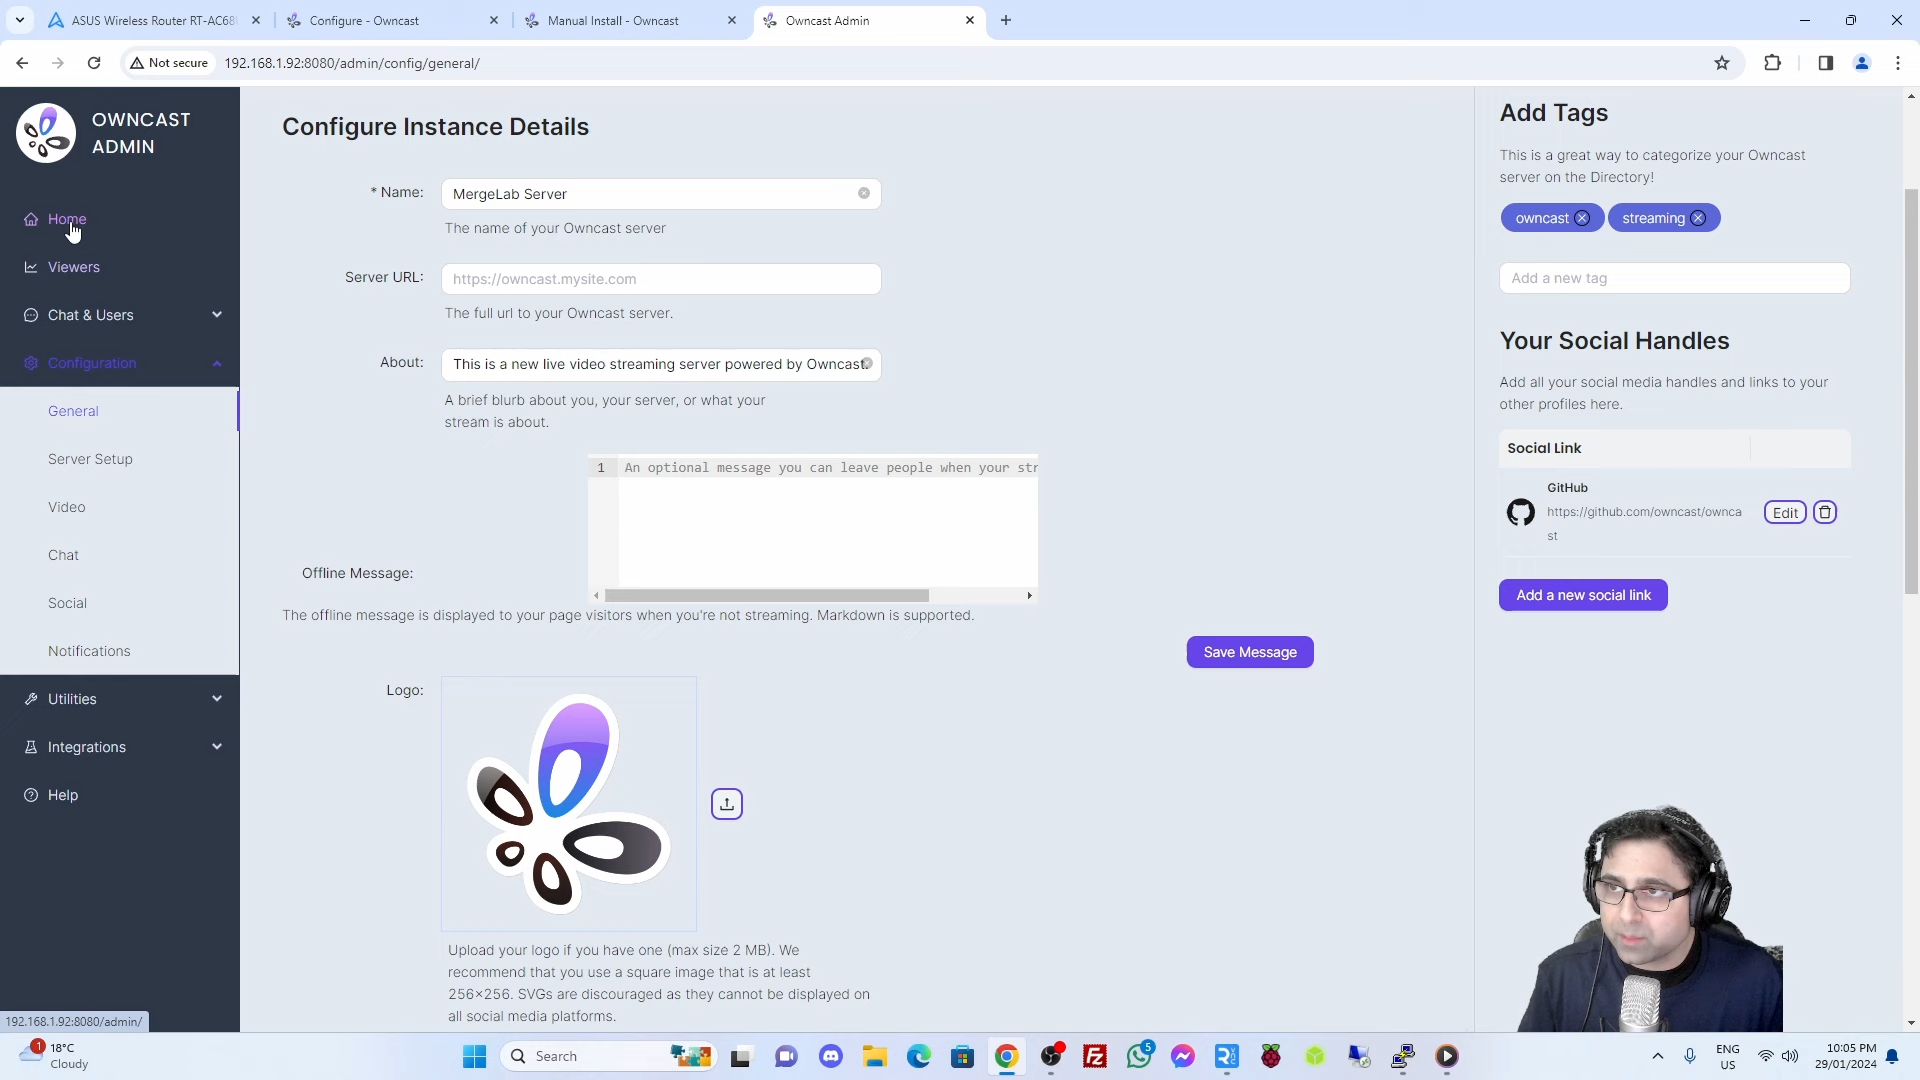 ASUS Wireless Router RT-AC68
Configure - Owncast
Manual Install - Owncast
Owncast Admin
Not secure
192.168.1.92:8080/admin/config/general/
OWNCAST
ADMIN
Home
Viewers
Chat & Users
Configuration
General
Server Setup
Video
Chat
Social
Notifications
Utilities
Integrations
Help
192.168.1.92:8080/admin/
Configure Instance Details
* Name:
MergeLab Server
The name of your Owncast server
Server URL:
https://owncast.mysite.com
The full url to your Owncast server.
About:
This is a new live video streaming server powered by Owncast.
A brief blurb about you, your server, or what your
stream is about.
1
An optional message you can leave people when your str
Offline Message:
The offline message is displayed to your page visitors when you're not streaming. Markdown is supported.
Save Message
Logo:
Upload your logo if you have one (max size 2 MB). We
recommend that you use a square image that is at least
256x256. SVGs are discouraged as they cannot be displayed on
all social media platforms.
Add Tags
This is a great way to categorize your Owncast
server on the Directory!
owncast
streaming
Add a new tag
Your Social Handles
Add all your social media handles and links to your
other profiles here.
Social Link
GitHub
https://github.com/owncast/ownca
st
Edit
Add a new social link
1
18°C
Cloudy
Search
5
ENG
US
10:05 PM
29/01/2024